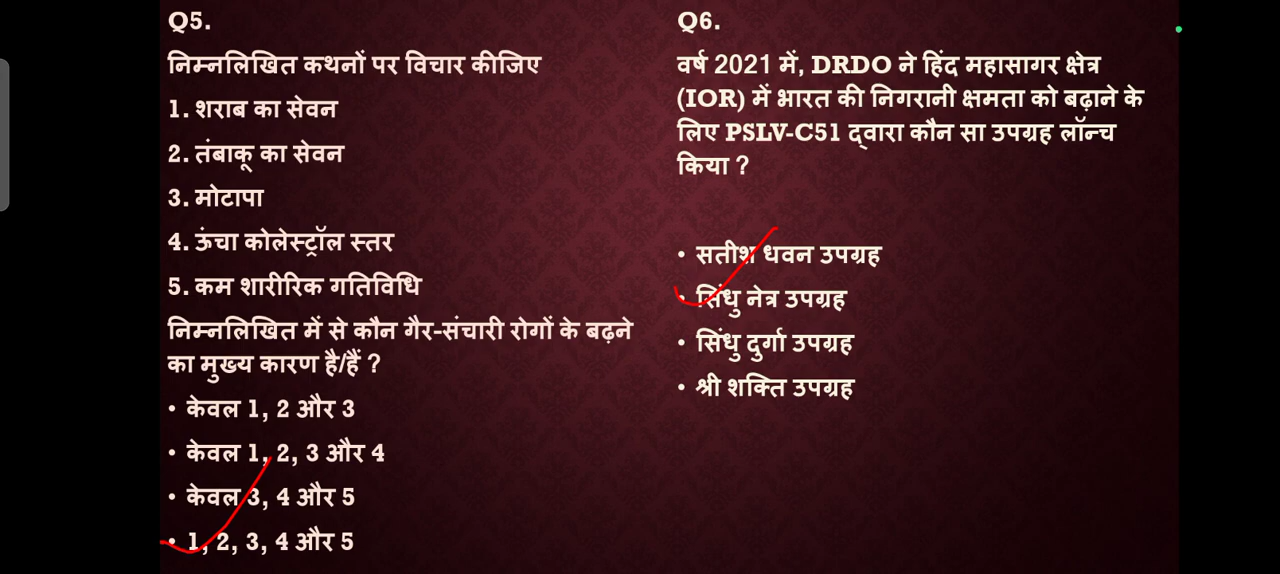 Q5.
निम्नलिखित कथनों पर विचार कीजिए
1. शराब का सेवन
2. तंबाकू का सेवन
3. मोटापा
4. ऊंचा कोलेस्ट्रॉल स्तर
5. कम शारीरिक गतिविधि
निम्नलिखित में से कौन गैर-संचारी रोगों के बढ़ने
का मुख्य कारण है/हैं ?
• केवल 1, 2 और 3
• केवल 1, 2, 3 और 4
• केवल 3, 4 और 5
• 1, 2, 3, 4 और 5
Q6.
वर्ष 2021 में, DRDO ने हिंद महासागर क्षेत्र
(IOR) में भारत की निगरानी क्षमता को बढ़ाने के
लिए PSLV-C51 द्वारा कौन सा उपग्रह लॉन्च
किया ?
• सतीश धवन उपग्रह
• सिंधु नेत्र उपग्रह
• सिंधु दुर्गा उपग्रह
• श्री शक्ति उपग्रह